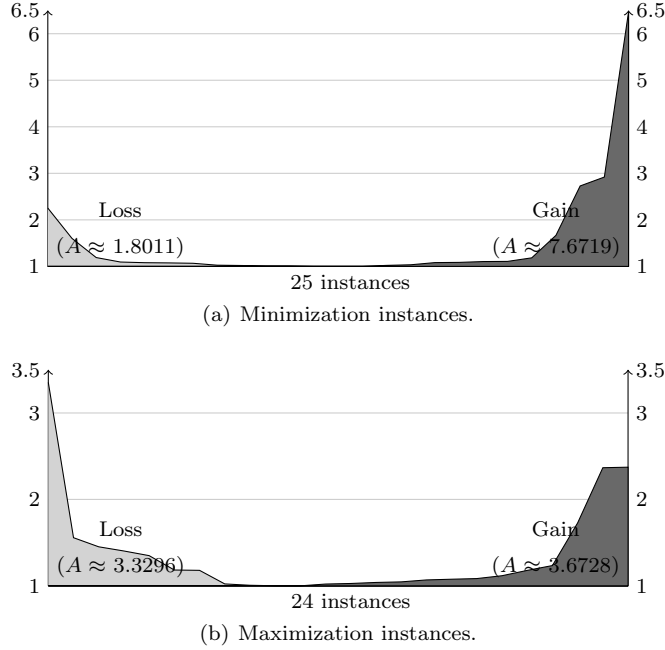 6.5 6.5
6 6
5 5
4 4
3 3
2 2
Loss Gain
(A ≈ 1.8011) (A ≈ 7.6719)
1 1
25 instances
(a) Minimization instances.
3.5 3.5
3 3
2 2
Loss Gain
(A ≈ 3.3296) (A ≈ 3.6728)
1 1
24 instances
(b) Maximization instances.